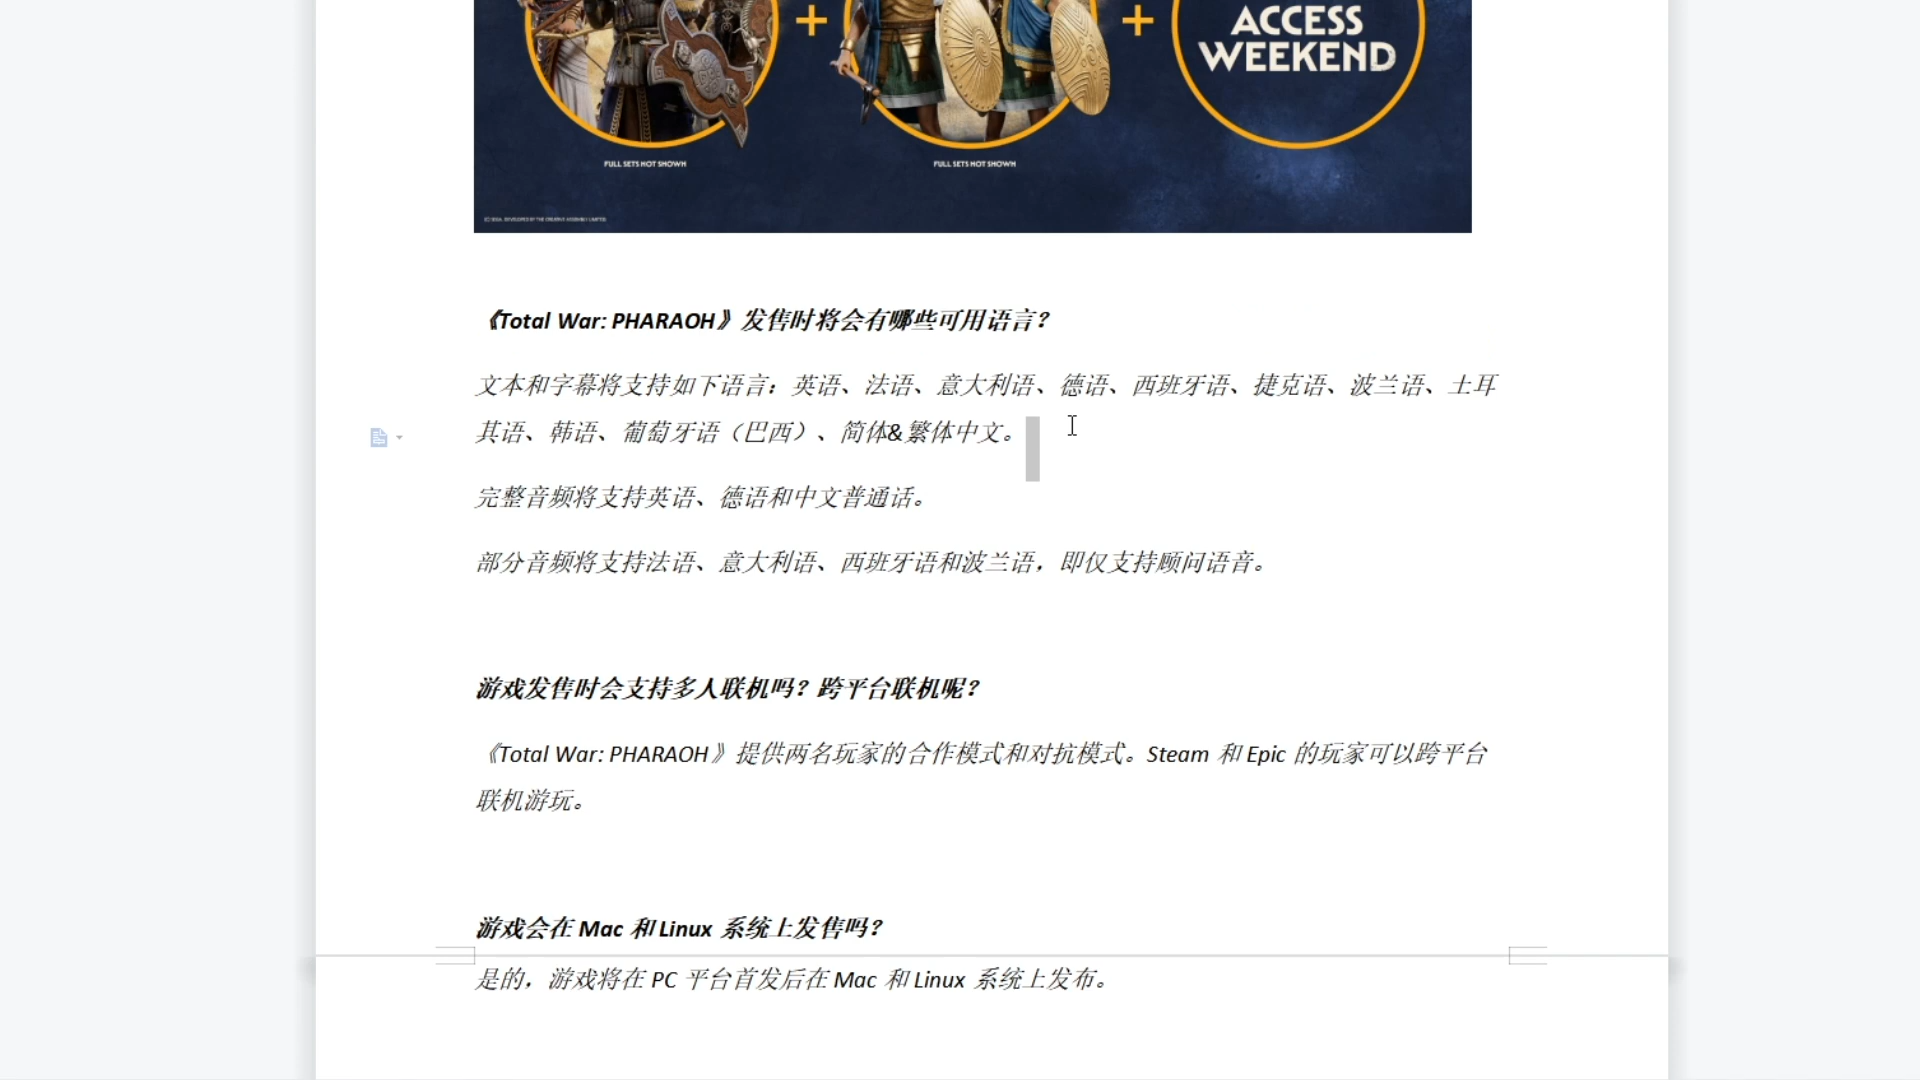 ACCESS
WEEKEND
+
+
FULL SETS NOT SHOWN
FULL SETS NOT SHOWN
(C) SEGA. DEVELOPED BY THE CREATIVE ASSEMBLY LIMITED.
《Total War: PHARAOH》发售时将会有哪些可用语言？
文本和字幕将支持如下语言：英语、法语、意大利语、德语、西班牙语、捷克语、波兰语、土耳
其语、韩语、葡萄牙语（巴西）、简体&繁体中文。
完整音频将支持英语、德语和中文普通话。
部分音频将支持法语、意大利语、西班牙语和波兰语，即仅支持顾问语音。
游戏发售时会支持多人联机吗？跨平台联机呢？
《Total War: PHARAOH》提供两名玩家的合作模式和对抗模式。Steam 和 Epic 的玩家可以跨平台
联机游玩。
游戏会在 Mac 和 Linux 系统上发售吗？
是的，游戏将在 PC 平台首发后在 Mac 和 Linux 系统上发布。